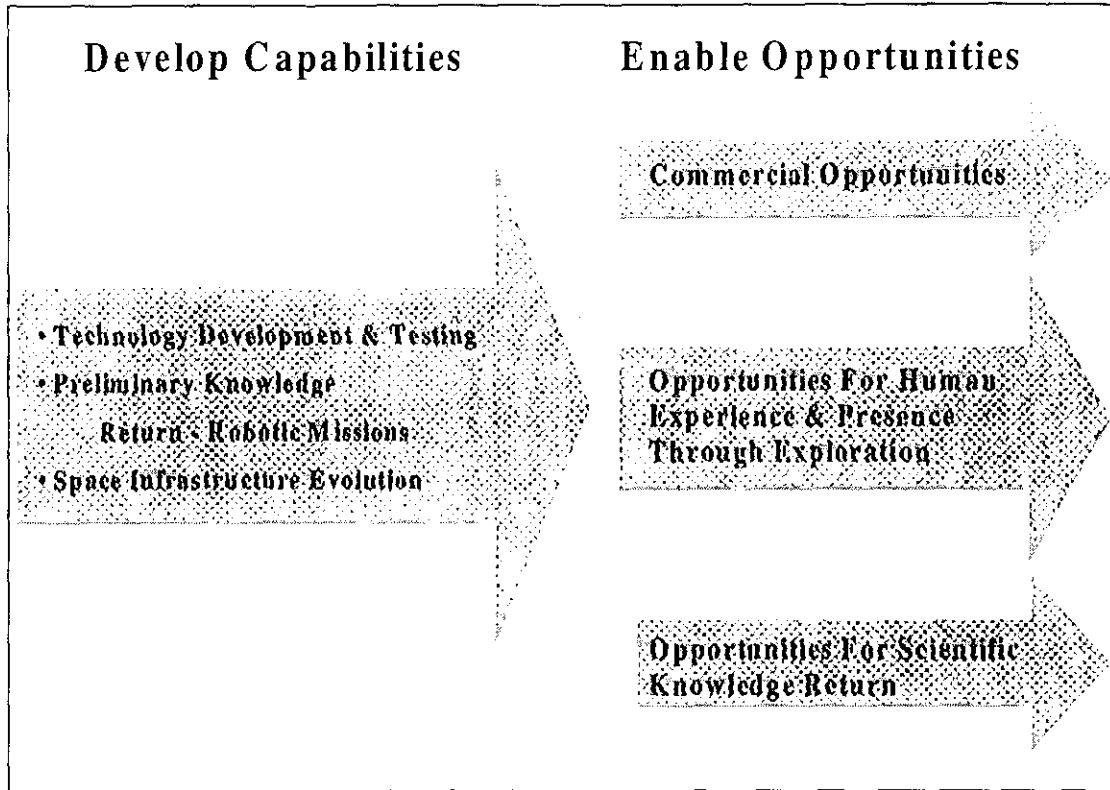 Develop Capabilities
• Technology Development & Testing
• Preliminary Knowledge
Return - Robotic Missions
• Space Infrastructure Evolution
Enable Opportunities
Commercial Opportunities
Opportunities For Human
Experience & Presence
Through Exploration
Opportunities For Scientific
Knowledge Return